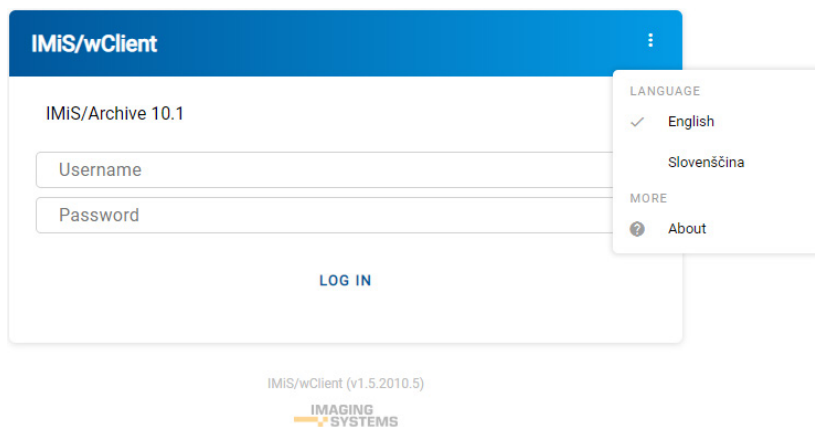 IMiS/wClient
LANGUAGE
IMiS/Archive 10.1
English
Username
Slovenščina
MORE
Password
About
LOG IN
IMiS/wClient (v1.5.2010.5)
IMAGING
SYSTEMS